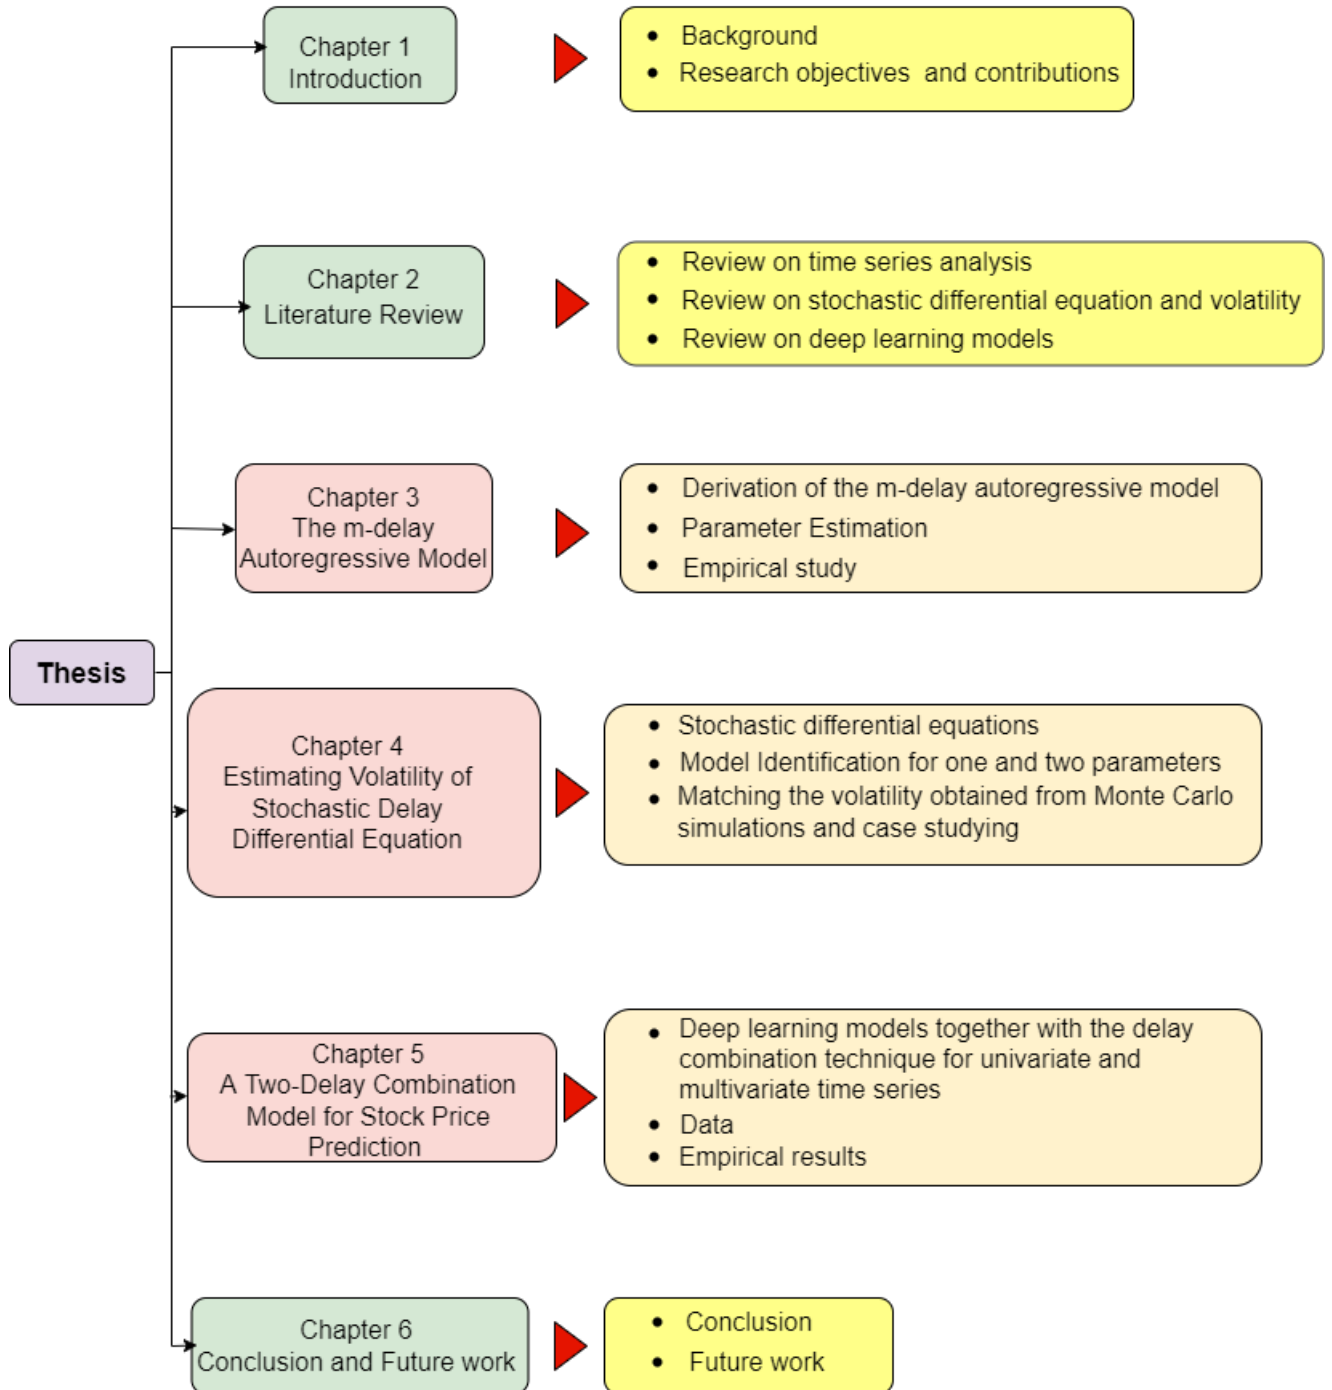 Chapter 1
Introduction
• Background
• Research objectives and contributions
Chapter 2
Literature Review
• Review on time series analysis
• Review on stochastic differential equation and volatility
• Review on deep learning models
Chapter 3
The m-delay
Autoregressive Model
• Derivation of the m-delay autoregressive model
• Parameter Estimation
• Empirical study
Thesis
Chapter 4
Estimating Volatility of
Stochastic Delay
Differential Equation
• Stochastic differential equations
• Model Identification for one and two parameters
• Matching the volatility obtained from Monte Carlo
simulations and case studying
Chapter 5
A Two-Delay Combination
Model for Stock Price
Prediction
• Deep learning models together with the delay
combination technique for univariate and
multivariate time series
• Data
• Empirical results
Chapter 6
Conclusion and Future work
• Conclusion
• Future work